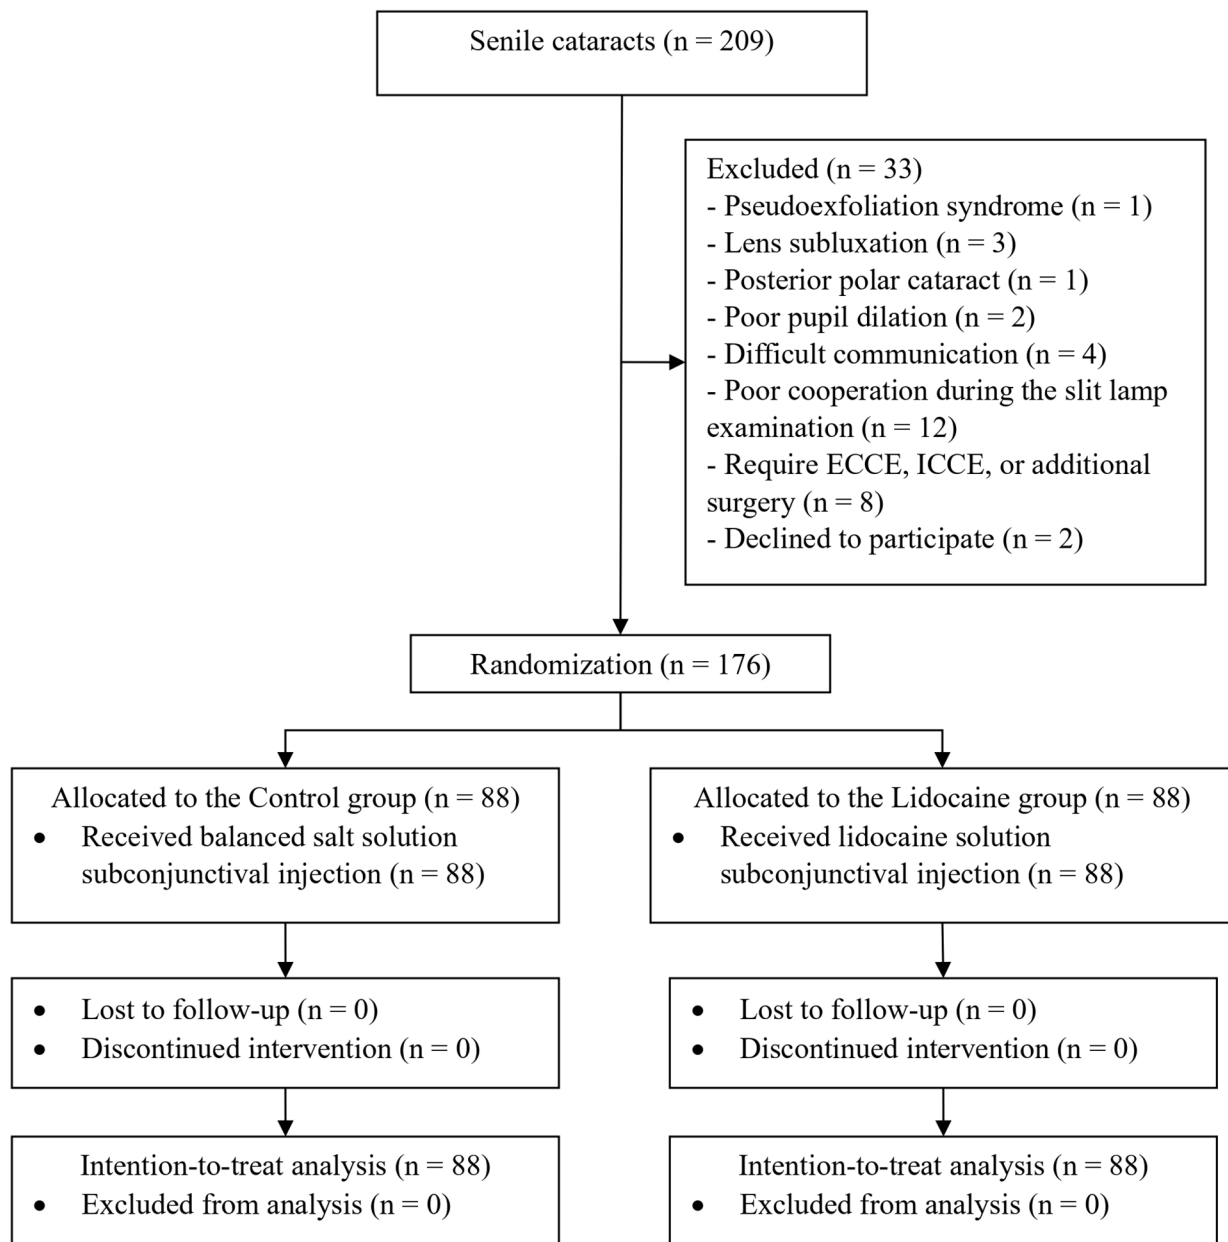 Senile cataracts (n = 209)
Excluded (n = 33)
- Pseudoexfoliation syndrome (n = 1)
- Lens subluxation (n = 3)
- Posterior polar cataract (n = 1)
- Poor pupil dilation (n = 2)
- Difficult communication (n = 4)
- Poor cooperation during the slit lamp
examination (n = 12)
- Require ECCE, ICCE, or additional
surgery (n = 8)
- Declined to participate (n = 2)
Randomization (n = 176)
Allocated to the Control group (n = 88)
• Received balanced salt solution
subconjunctival injection (n = 88)
Allocated to the Lidocaine group (n = 88)
• Received lidocaine solution
subconjunctival injection (n = 88)
• Lost to follow-up (n = 0)
• Discontinued intervention (n = 0)
• Lost to follow-up (n = 0)
• Discontinued intervention (n = 0)
Intention-to-treat analysis (n = 88)
• Excluded from analysis (n = 0)
Intention-to-treat analysis (n = 88)
• Excluded from analysis (n = 0)